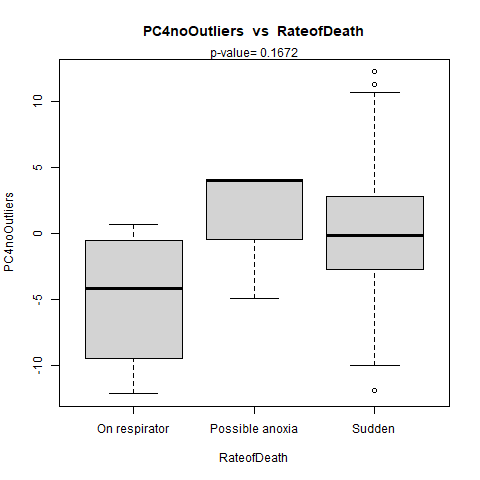 PC4noOutliers vs RateofDeath
p-value= 0.1672
PC4noOutliers
10
5
0
-5
-10
On respirator Possible anoxia Sudden
RateofDeath